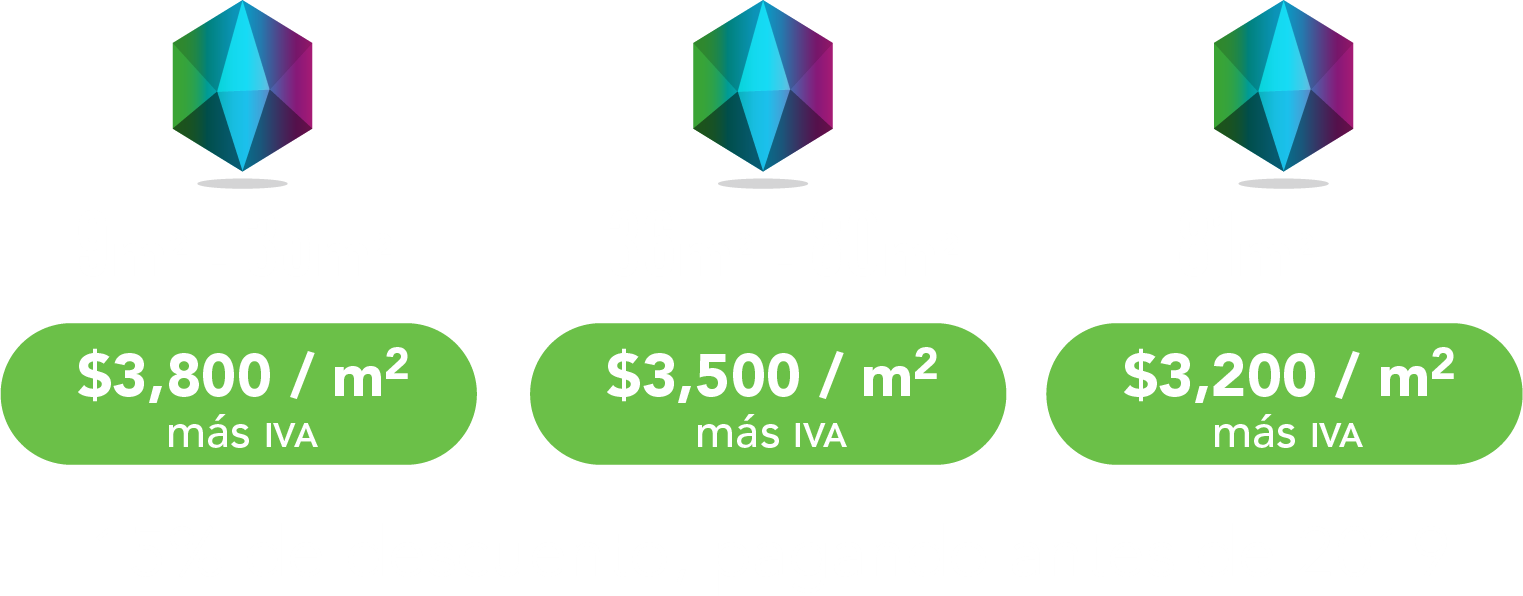 $3,800 / m²
más IVA
$3,500 / m²
más IVA
$3,200 / m²
más IVA